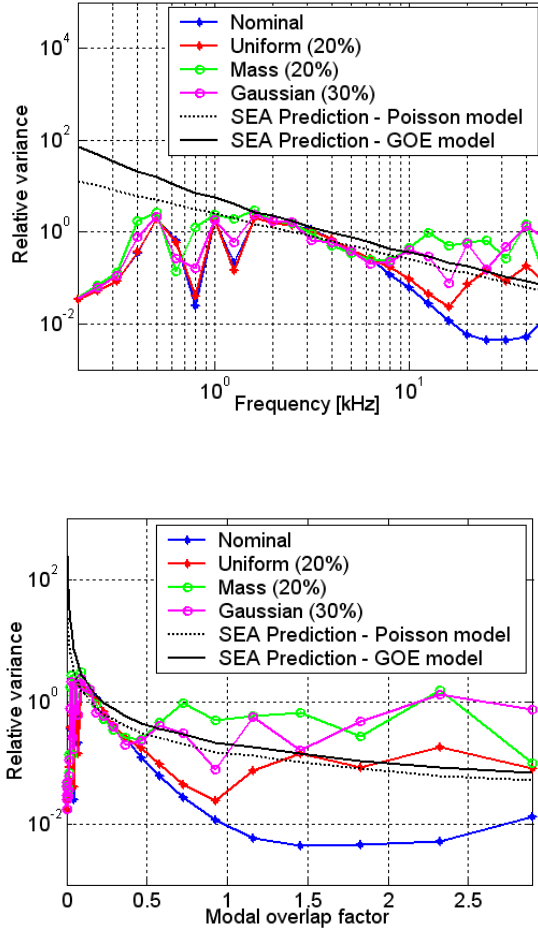 Nominal
Uniform (20%)
Mass (20%)
Gaussian (30%)
SEA Prediction - Poisson model
SEA Prediction - GOE model
10^4
10^2
10^0
10^-2
Relative variance
10^0
10^1
Frequency [kHz]
Nominal
Uniform (20%)
Mass (20%)
Gaussian (30%)
SEA Prediction - Poisson model
SEA Prediction - GOE model
10^2
10^0
10^-2
Relative variance
0
0.5
1
1.5
2
2.5
Modal overlap factor